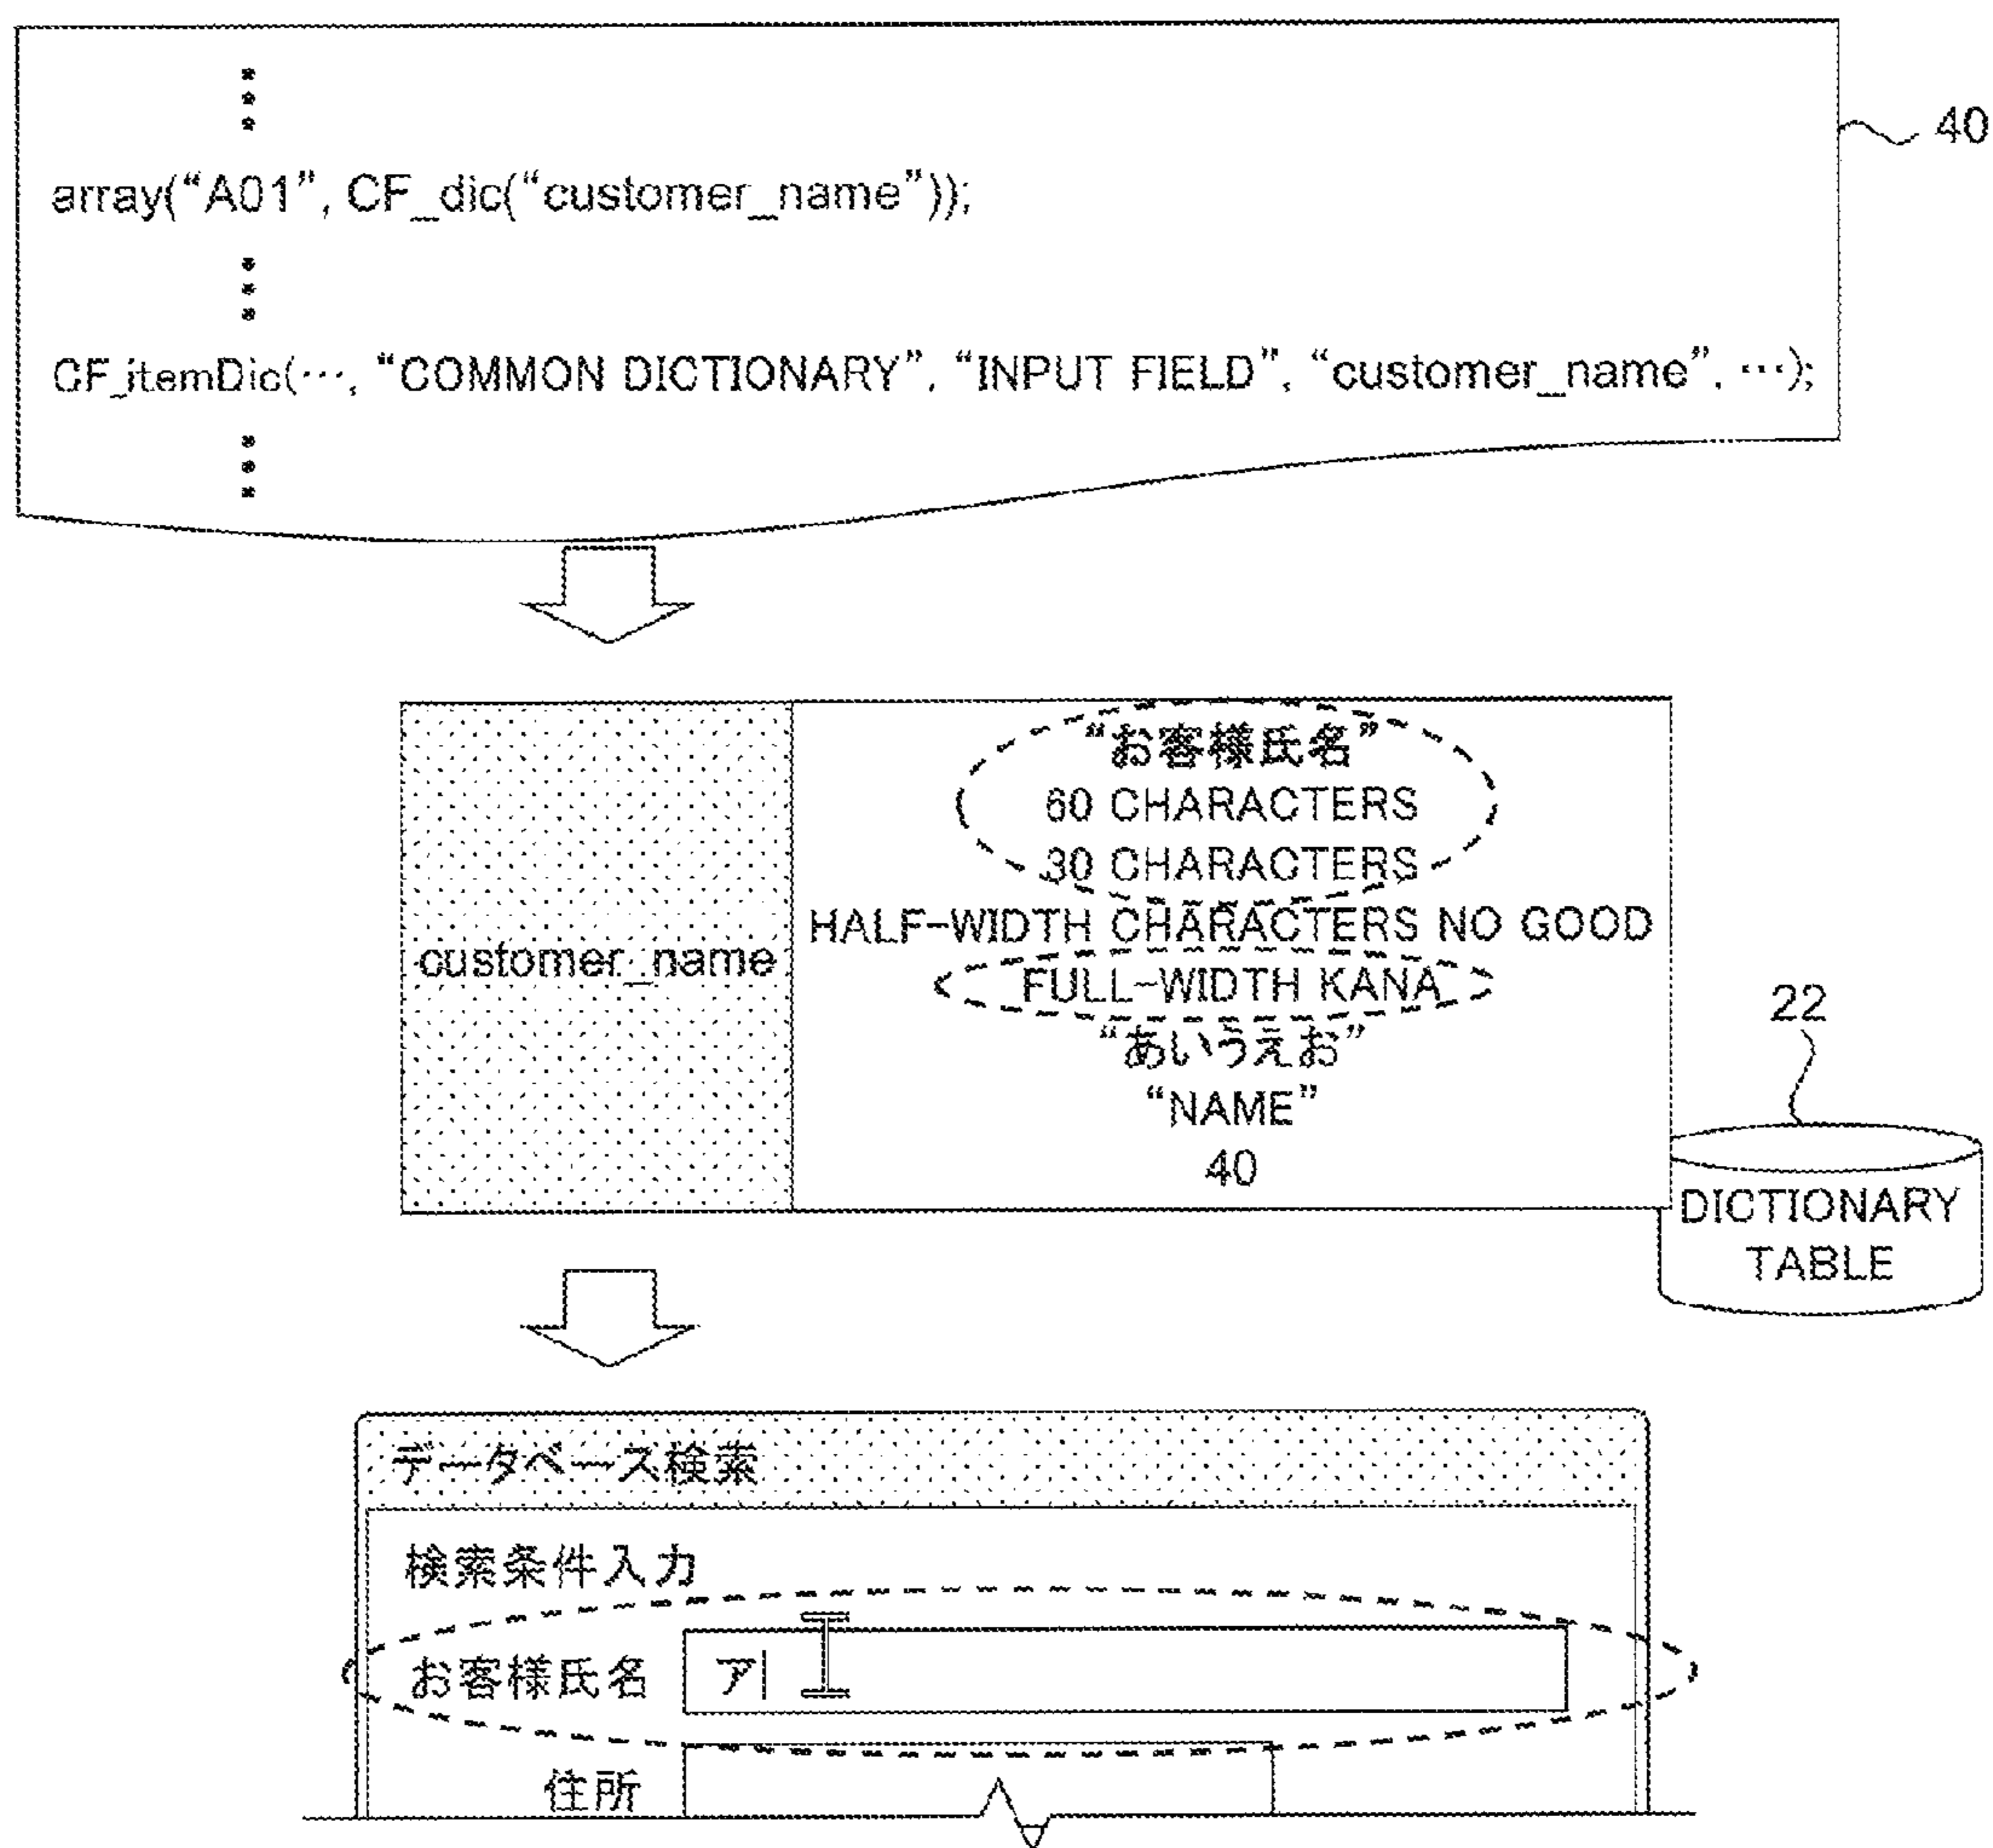 array(“A01”, CF_dic(“customer_name”));
CF_itemDic(…, “COMMON DICTIONARY”, “INPUT FIELD”, “customer_name”, …);
40
customer_name
“お客様氏名”
60 CHARACTERS
30 CHARACTERS
HALF-WIDTH CHARACTERS NO GOOD
FULL-WIDTH KANA
“あいうえお”
“NAME”
40
22
DICTIONARY
TABLE
データベース検索
検索条件入力
お客様氏名 ア
住所